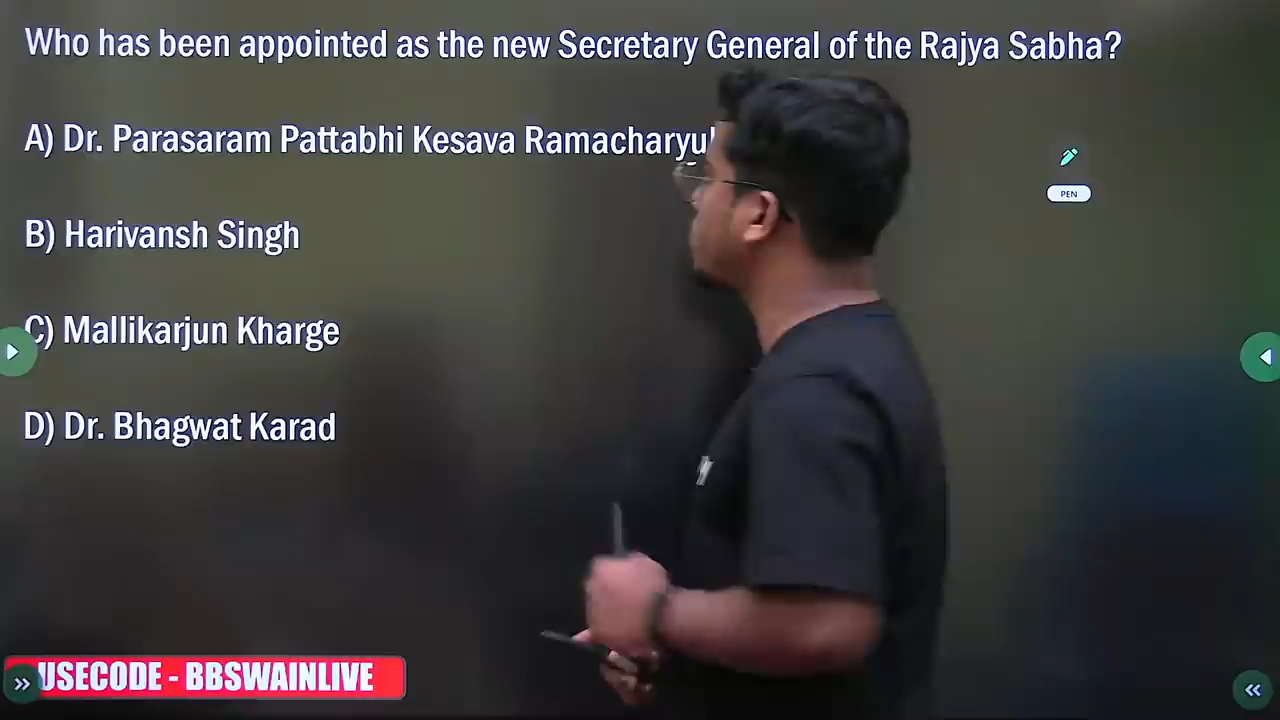 Who has been appointed as the new Secretary General of the Rajya Sabha?
A) Dr. Parasaram Pattabhi Kesava
PEN
B) Harivansh Singh
C) Mallikarjun Kharge
D) Dr. Bhagwat Karad
USECODE - BBSWAINLIVE